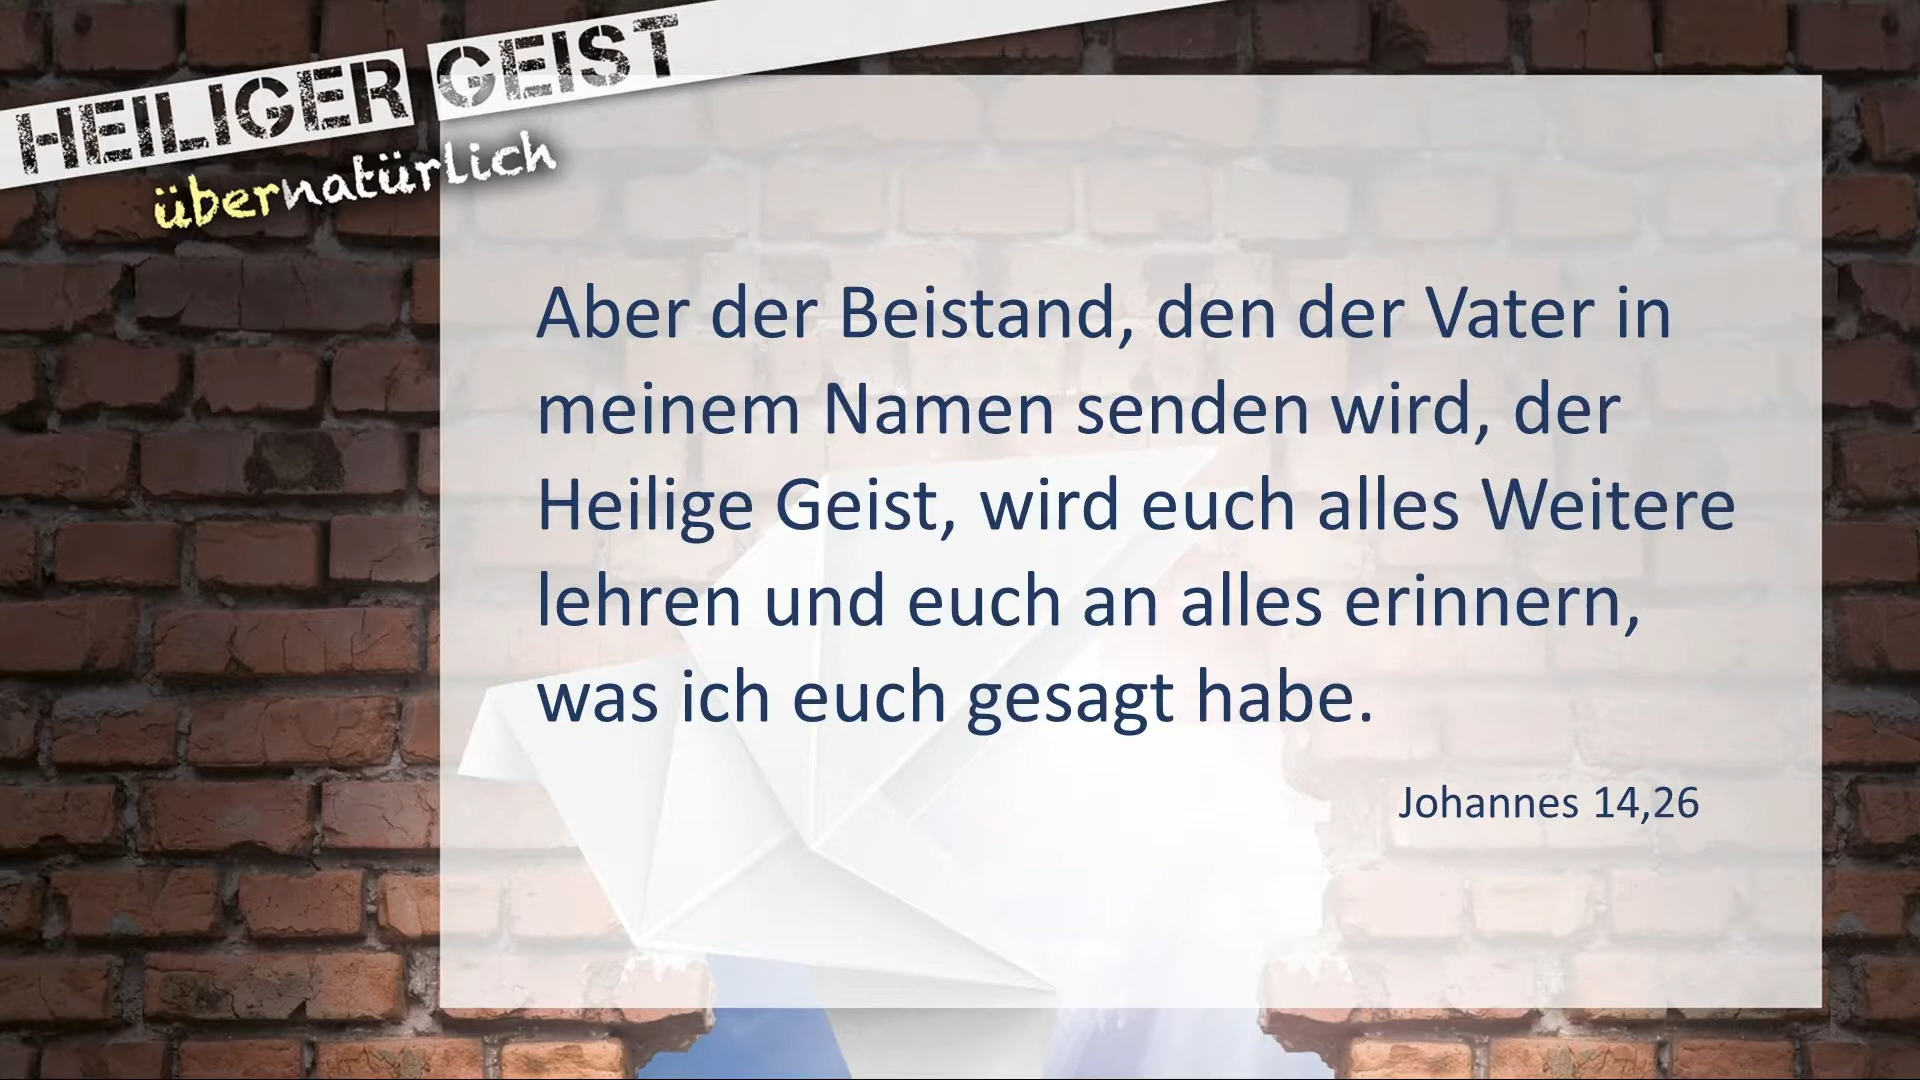 HEILIGER GEIST
übernatürlich
Aber der Beistand, den der Vater in
meinem Namen senden wird, der
Heilige Geist, wird euch alles Weitere
lehren und euch an alles erinnern,
was ich euch gesagt habe.
Johannes 14,26